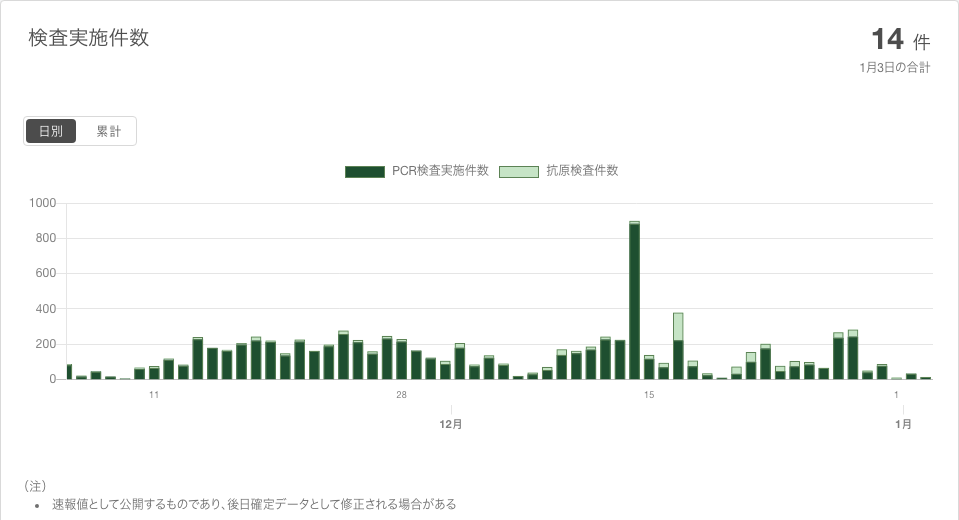 検査実施件数
14 件
1月3日の合計
日別 累計
PCR検査実施件数 抗原検査件数
1000
800
600
400
200
0
11 28 15 1
12月 1月
（注）
• 速報値として公開するものであり、後日確定データとして修正される場合がある